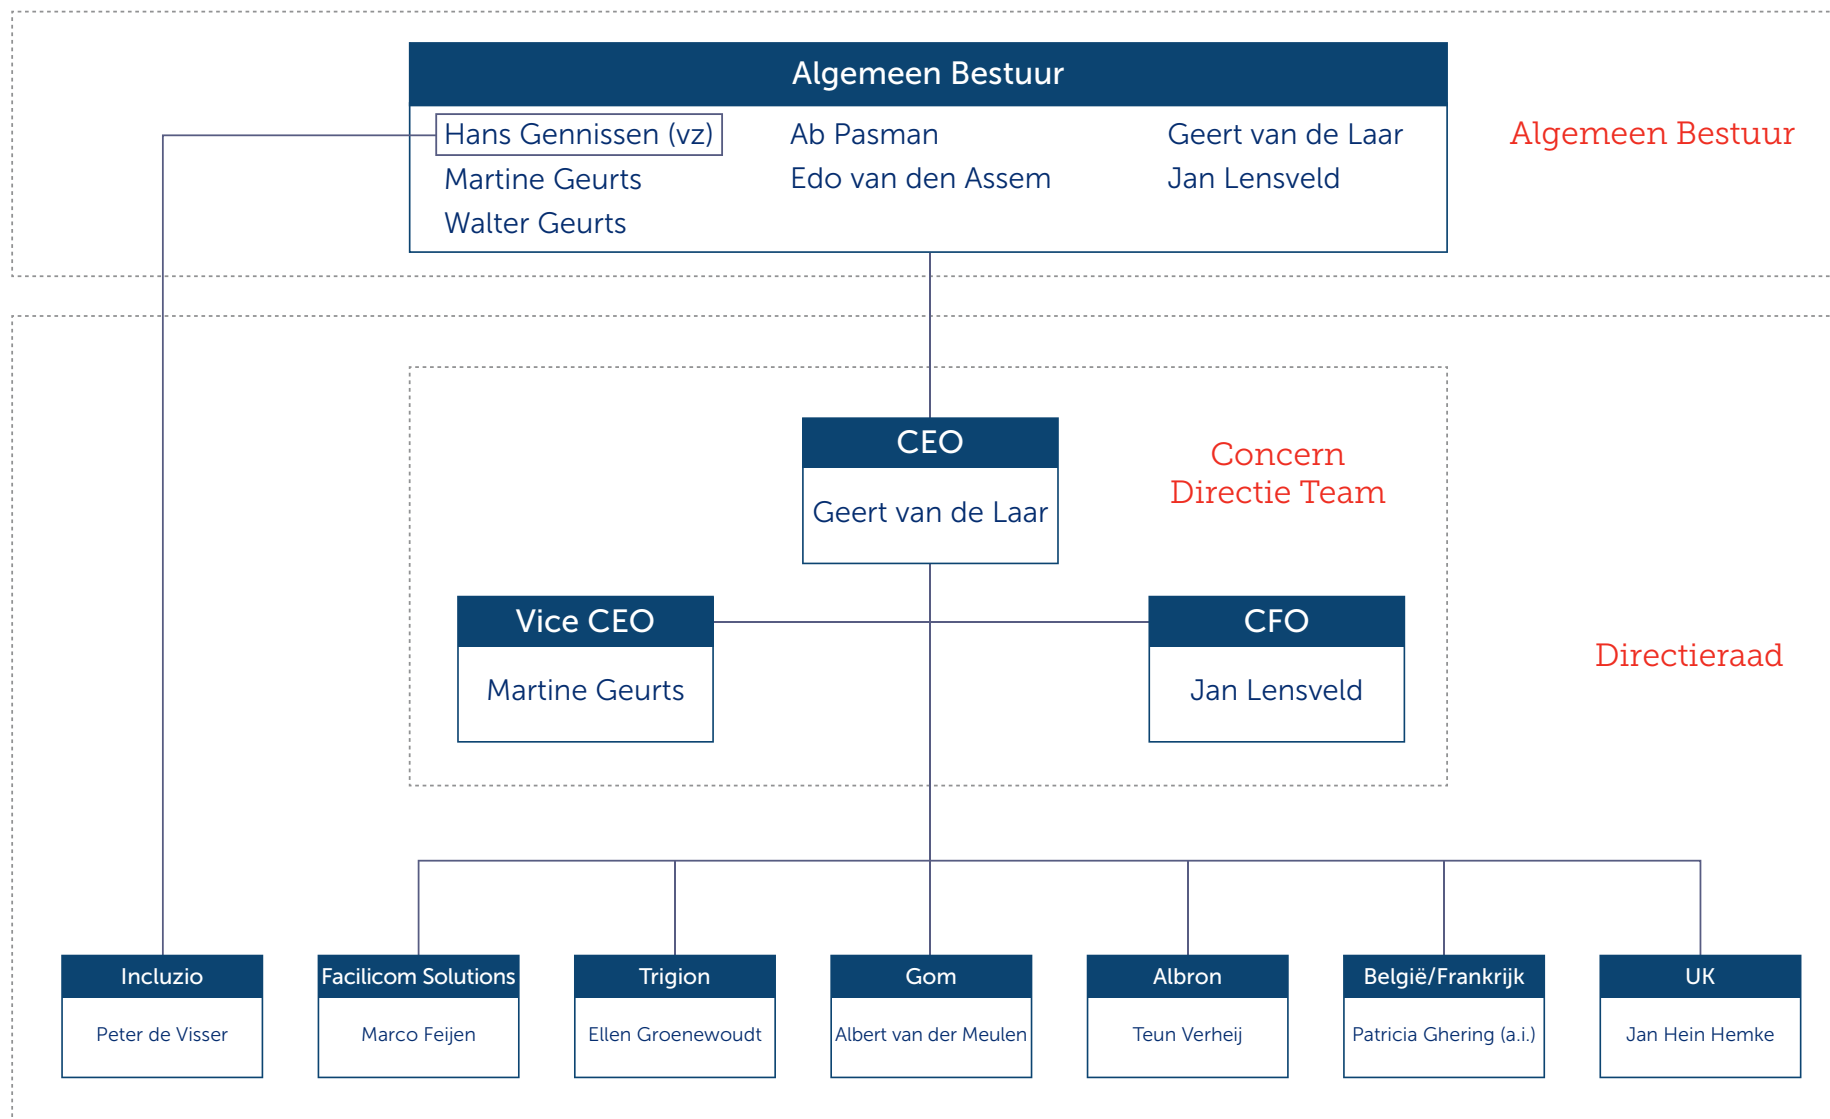 Algemeen Bestuur
Hans Gennissen (vz)
Martine Geurts
Walter Geurts
Ab Pasman
Edo van den Assem
Geert van de Laar
Jan Lensveld
Algemeen Bestuur
CEO
Geert van de Laar
Concern
Directie Team
Vice CEO
Martine Geurts
CFO
Jan Lensveld
Directieraad
Incluzio
Peter de Visser
Facilicom Solutions
Marco Feijen
Trigion
Ellen Groenewoudt
Gom
Albert van der Meulen
Albron
Teun Verheij
België/Frankrijk
Patricia Ghering (a.i.)
UK
Jan Hein Hemke